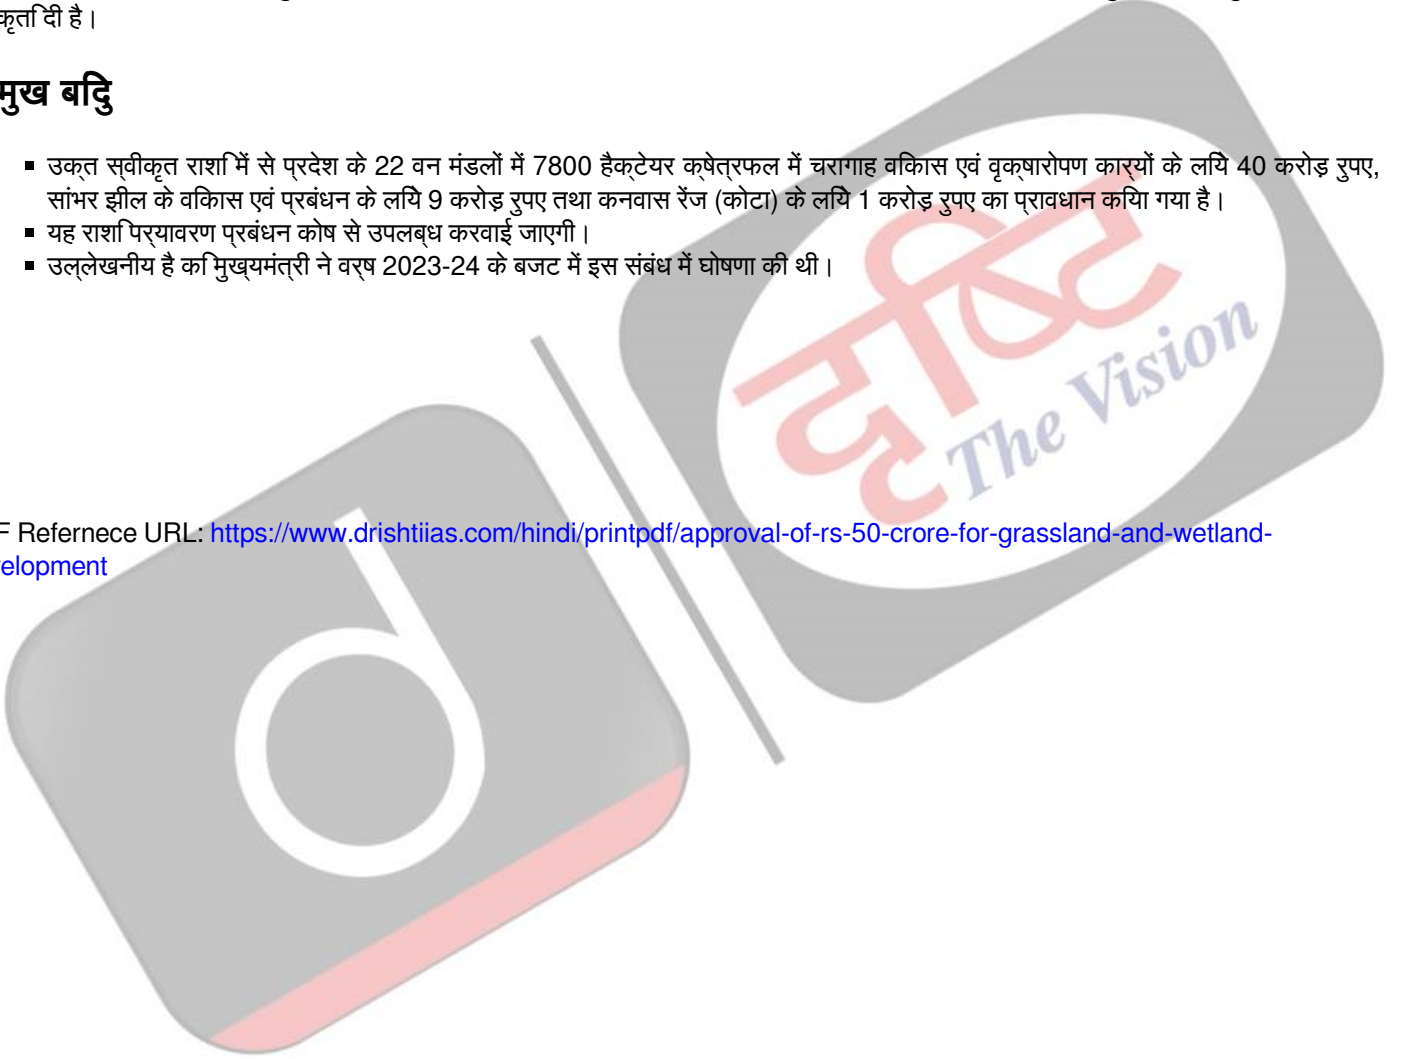 कृति दी है।
मुख बिंदु
▪ उक्त स्वीकृत राशि में से प्रदेश के 22 वन मंडलों में 7800 हैक्टेयर क्षेत्रफल में चरागाह विकास एवं वृक्षारोपण कार्यों के लिये 40 करोड़ रुपए,
सांभर झील के विकास एवं प्रबंधन के लिये 9 करोड़ रुपए तथा कनवास रेंज (कोटा) के लिये 1 करोड़ रुपए का प्रावधान किया गया है।
▪ यह राशि पर्यावरण प्रबंधन कोष से उपलब्ध करवाई जाएगी।
▪ उल्लेखनीय है कि मुख्यमंत्री ने वर्ष 2023-24 के बजट में इस संबंध में घोषणा की थी।
दृष्टि
The Vision
F Refernece URL: https://www.drishtiias.com/hindi/printpdf/approval-of-rs-50-crore-for-grassland-and-wetland-
elopment
d